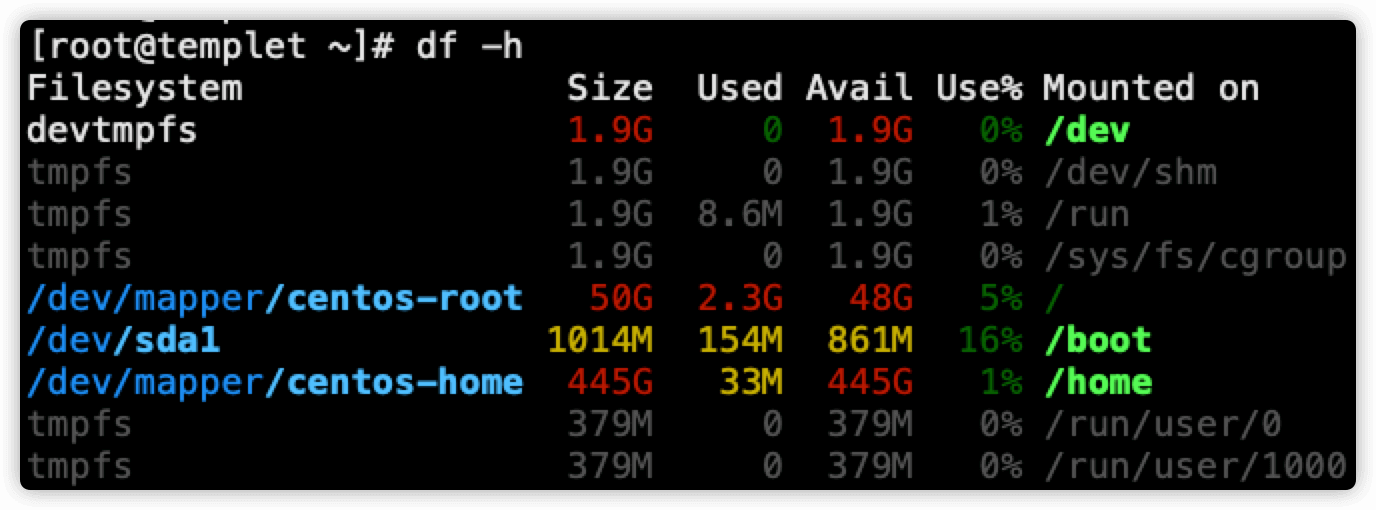 [root@templet ~]# df -h
Filesystem Size Used Avail Use% Mounted on
devtmpfs 1.9G 0 1.9G 0% /dev
tmpfs 1.9G 0 1.9G 0% /dev/shm
tmpfs 1.9G 8.6M 1.9G 1% /run
tmpfs 1.9G 0 1.9G 0% /sys/fs/cgroup
/dev/mapper/centos-root 50G 2.3G 48G 5% /
/dev/sda1 1014M 154M 861M 16% /boot
/dev/mapper/centos-home 445G 33M 445G 1% /home
tmpfs 379M 0 379M 0% /run/user/0
tmpfs 379M 0 379M 0% /run/user/1000